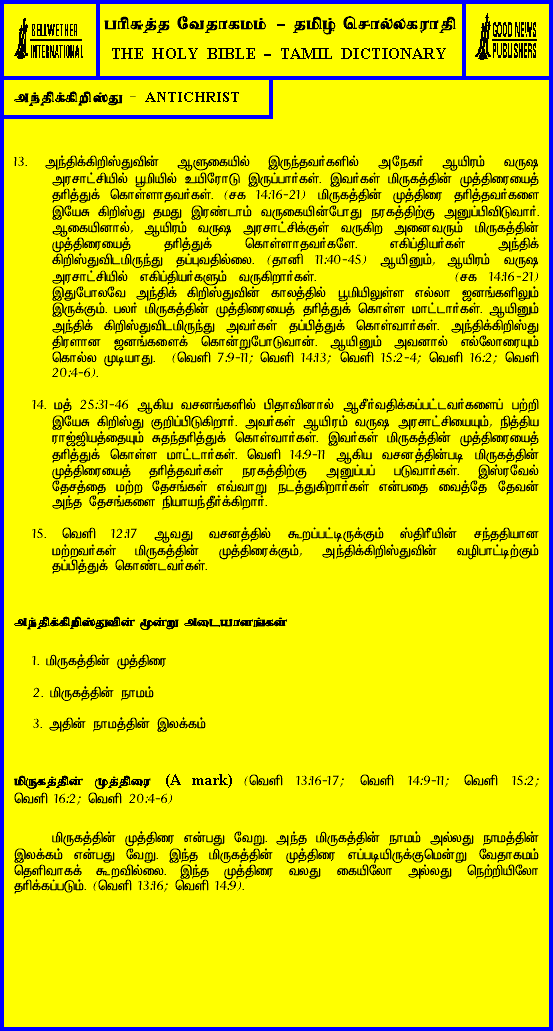 BELLWETHER
INTERNATIONAL
பரிசுத்த வேதாகமம் - தமிழ் சொல்லகராதி
THE HOLY BIBLE - TAMIL DICTIONARY
GOOD NEWS
PUBLISHERS
அந்திக்கிறிஸ்து - ANTICHRIST
13. அந்திக்கிறிஸ்துவின் ஆளுகையில் இருந்தவர்களில் அநேகர் ஆயிரம் வருஷ
அரசாட்சியில் பூமியில் உயிரோடு இருப்பார்கள். இவர்கள் மிருகத்தின் முத்திரையைத்
தரித்துக் கொள்ளாதவர்கள். (சக 14:16-21) மிருகத்தின் முத்திரை தரித்தவர்களை
இயேசு கிறிஸ்து தமது இரண்டாம் வருகையின்போது நரகத்திற்கு அனுப்பிவிடுவார்.
ஆகையினால், ஆயிரம் வருஷ அரசாட்சிக்குள் வருகிற அனைவரும் மிருகத்தின்
முத்திரையைத் தரித்துக் கொள்ளாதவர்களே. எகிப்தியர்கள் அந்திக்
கிறிஸ்துவிடமிருந்து தப்புவதில்லை. (தானி 11:40-45) ஆயினும், ஆயிரம் வருஷ
அரசாட்சியில் எகிப்தியர்களும் வருகிறார்கள். (சக 14:16-21)
இதுபோலவே அந்திக் கிறிஸ்துவின் காலத்தில் பூமியிலுள்ள எல்லா ஜனங்களிலும்
இருக்கும். பலர் மிருகத்தின் முத்திரையைத் தரித்துக் கொள்ள மாட்டார்கள். ஆயினும்
அந்திக் கிறிஸ்துவிடமிருந்து அவர்கள் தப்பித்துக் கொள்வார்கள். அந்திக்கிறிஸ்து
திரளான ஜனங்களைக் கொன்றுபோடுவான். ஆயினும் அவனால் எல்லோரையும்
கொல்ல முடியாது. (வெளி 7:9-11; வெளி 14:13; வெளி 15:2-4; வெளி 16:2; வெளி
20:4-6).
14. மத் 25:31-46 ஆகிய வசனங்களில் பிதாவினால் ஆசீர்வதிக்கப்பட்டவர்களைப் பற்றி
இயேசு கிறிஸ்து குறிப்பிடுகிறார். அவர்கள் ஆயிரம் வருஷ அரசாட்சியையும், நித்திய
ராஜ்ஜியத்தையும் சுதந்தரித்துக் கொள்வார்கள். இவர்கள் மிருகத்தின் முத்திரையைத்
தரித்துக் கொள்ள மாட்டார்கள். வெளி 14:9-11 ஆகிய வசனத்தின்படி மிருகத்தின்
முத்திரையைத் தரித்தவர்கள் நரகத்திற்கு அனுப்பப் படுவார்கள். இஸ்ரவேல்
தேசத்தை மற்ற தேசங்கள் எவ்வாறு நடத்துகிறார்கள் என்பதை வைத்தே தேவன்
அந்த தேசங்களை நியாயந்தீர்க்கிறார்.
15. வெளி 12:17 ஆவது வசனத்தில் கூறப்பட்டிருக்கும் ஸ்திரீயின் சந்ததியான
மற்றவர்கள் மிருகத்தின் முத்திரைக்கும், அந்திக்கிறிஸ்துவின் வழிபாட்டிற்கும்
தப்பித்துக் கொண்டவர்கள்.
அந்திக்கிறிஸ்துவின் மூன்று அடையாளங்கள்
1. மிருகத்தின் முத்திரை
2. மிருகத்தின் நாமம்
3. அதின் நாமத்தின் இலக்கம்
மிருகத்தின் முத்திரை (A mark) (வெளி 13:16-17; வெளி 14:9-11; வெளி 15:2;
வெளி 16:2; வெளி 20:4-6)
மிருகத்தின் முத்திரை என்பது வேறு. அந்த மிருகத்தின் நாமம் அல்லது நாமத்தின்
இலக்கம் என்பது வேறு. இந்த மிருகத்தின் முத்திரை எப்படியிருக்குமென்று வேதாகமம்
தெளிவாகக் கூறவில்லை. இந்த முத்திரை வலது கையிலோ அல்லது நெற்றியிலோ
தரிக்கப்படும். (வெளி 13:16; வெளி 14:9).